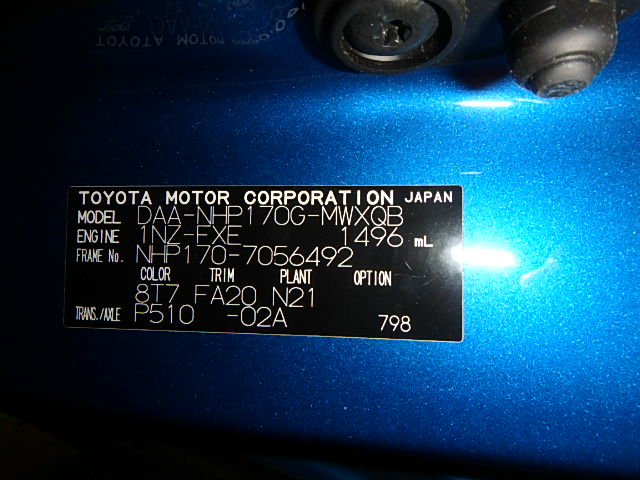 TOYOTA MOTOR CORPORATION JAPAN
MODEL DAA-NHP170G-MWXQB
ENGINE 1NZ-FXE 1496 mL
FRAME No. NHP170-7056492
COLOR TRIM PLANT OPTION
8T7 FA20 N21
TRANS./AXLE P510 -02A 798